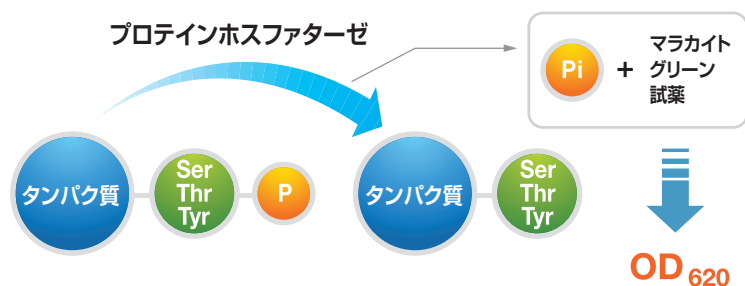 プロテインホスファターゼ
Pi
+
マラカイト
グリーン
試薬
タンパク質
Ser
Thr
Tyr
P
タンパク質
Ser
Thr
Tyr
OD 620